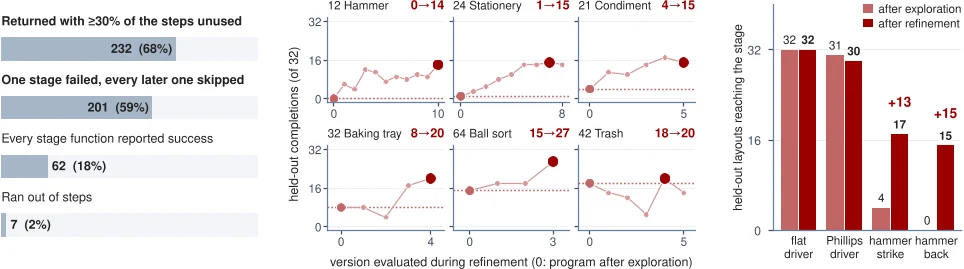 Returned with ≥30% of the steps unused
232 (68%)
One stage failed, every later one skipped
201 (59%)
Every stage function reported success
62 (18%)
Ran out of steps
7 (2%)
held-out completions (of 32)
12 Hammer 0→14
24 Stationery 1→15
21 Condiment 4→15
32
16
0
0 10
0 8
0 5
32 Baking tray 8→20
64 Ball sort 15→27
42 Trash 18→20
32
16
0
0 4
0 3
0 5
version evaluated during refinement (0: program after exploration)
after exploration
after refinement
held-out layouts reaching the stage
32
16
0
32 32
31 30
+13
4 17
+15
0 15
flat driver
Phillips driver
hammer strike
hammer back